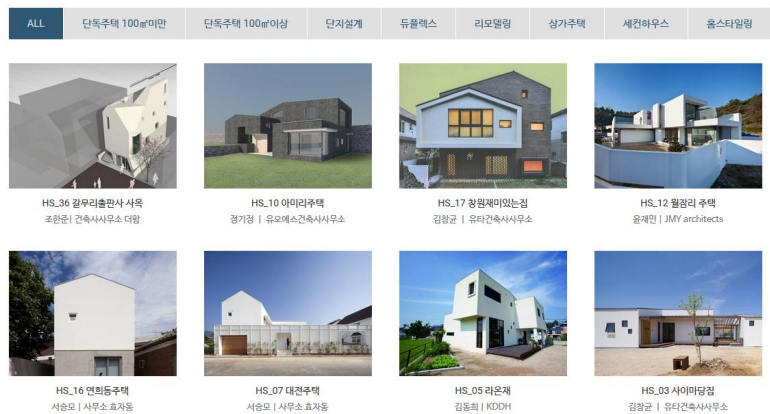 ALL 단독주택 100㎡미만 단독주택 100㎡이상 단지설계 듀플렉스 리모델링 상가주택 세컨하우스 홈스타일링
HS_36 갈무리출판사 사옥 HS_10 아미리주택 HS_17 창원재미있는집 HS_12 월잠리 주택
조한준| 건축사사무소 더함 정기정 | 유오에스건축사사무소 김창균 | 유타건축사사무소 윤재민 | JMY architects
HS_16 연희동주택 HS_07 대전주택 HS_05 라온재 HS_03 사이마당집
서승모 | 사무소 효자동 서승모 | 사무소 효자동 김동희 | KDDH 김창균 | 유타건축사사무소